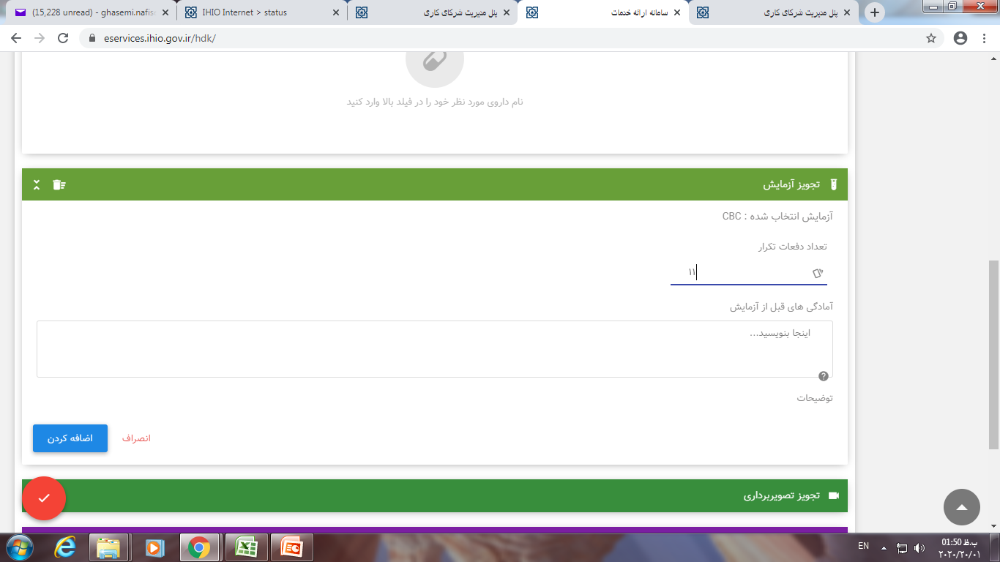 (15,228 unread) - ghasemi.nafise
IHIO Internet > status
پنل مدیریت شرکای کاری
سامانه ارائه خدمات
پنل مدیریت شرکای کاری
eservices.ihio.gov.ir/hdk/
نام داروی مورد نظر خود را در فیلد بالا وارد کنید
تجویز آزمایش
آزمایش انتخاب شده : CBC
تعداد دفعات تکرار
۱۱
آمادگی های قبل از آزمایش
اینجا بنویسید...
توضیحات
انصراف
اضافه کردن
تجویز تصویربرداری
EN
01:50 ب.ظ
۲۰۲۰/۲۰/۰۱